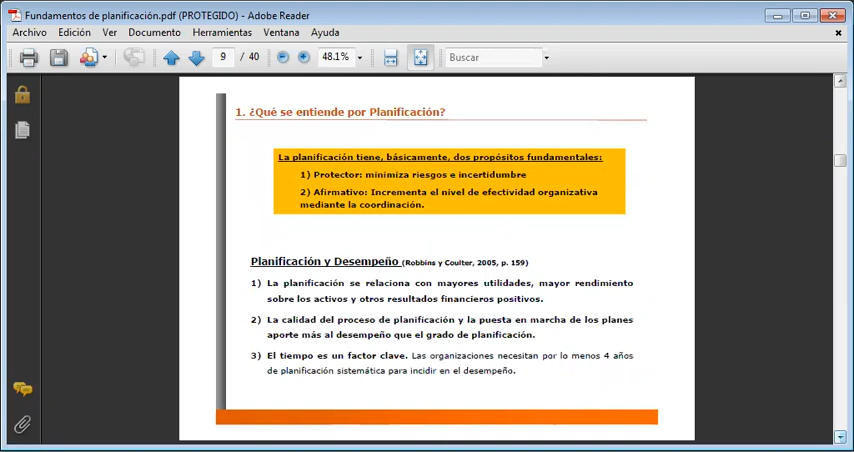 Fundamentos de planificación.pdf (PROTEGIDO) - Adobe Reader
Archivo Edición Ver Documento Herramientas Ventana Ayuda
9 / 40 48.1% Buscar
1. ¿Qué se entiende por Planificación?
La planificación tiene, básicamente, dos propósitos fundamentales:
1) Protector: minimiza riesgos e incertidumbre
2) Afirmativo: Incrementa el nivel de efectividad organizativa
mediante la coordinación.
Planificación y Desempeño (Robbins y Coulter, 2005, p. 159)
1) La planificación se relaciona con mayores utilidades, mayor rendimiento
sobre los activos y otros resultados financieros positivos.
2) La calidad del proceso de planificación y la puesta en marcha de los planes
aporte más al desempeño que el grado de planificación.
3) El tiempo es un factor clave. Las organizaciones necesitan por lo menos 4 años
de planificación sistemática para incidir en el desempeño.